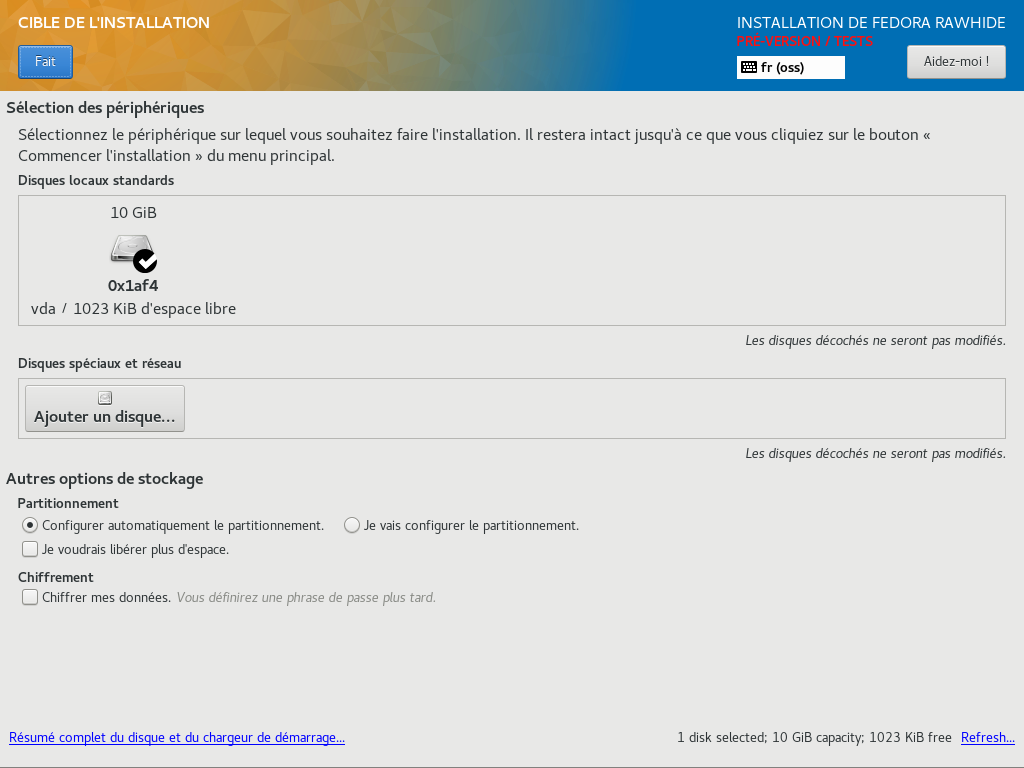 CIBLE DE L'INSTALLATION
INSTALLATION DE FEDORA RAWHIDE
PRÉ-VERSION / TESTS
Fait
fr (oss)
Aidez-moi !
Sélection des périphériques
Sélectionnez le périphérique sur lequel vous souhaitez faire l'installation. Il restera intact jusqu'à ce que vous cliquiez sur le bouton «
Commencer l'installation » du menu principal.
Disques locaux standards
10 GiB
0x1af4
vda / 1023 KiB d'espace libre
Les disques décochés ne seront pas modifiés.
Disques spéciaux et réseau
Ajouter un disque...
Les disques décochés ne seront pas modifiés.
Autres options de stockage
Partitionnement
Configurer automatiquement le partitionnement. Je vais configurer le partitionnement.
Je voudrais libérer plus d'espace.
Chiffrement
Chiffrer mes données. Vous définirez une phrase de passe plus tard.
Résumé complet du disque et du chargeur de démarrage... 1 disk selected; 10 GiB capacity; 1023 KiB free Refresh...